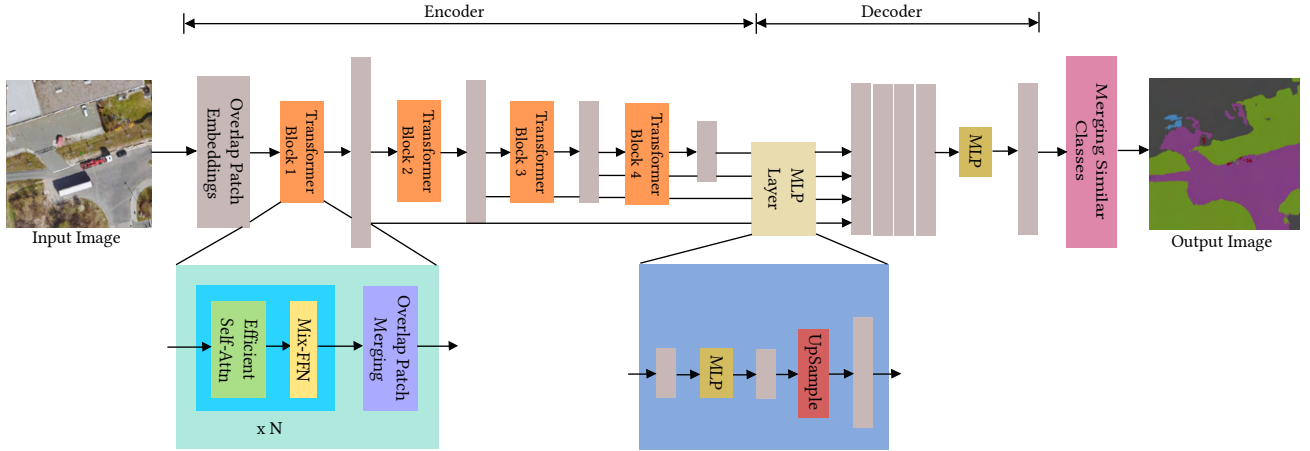 Encoder
Decoder
Input Image
Overlap Patch
Embeddings
Transformer
Block 1
Transformer
Block 2
Transformer
Block 3
Transformer
Block 4
MLP
Layer
MLP
Merging Similar
Classes
Output Image
Efficient
Self-Attn
Mix-FFN
Overlap Patch
Merging
x N
MLP
UpSample